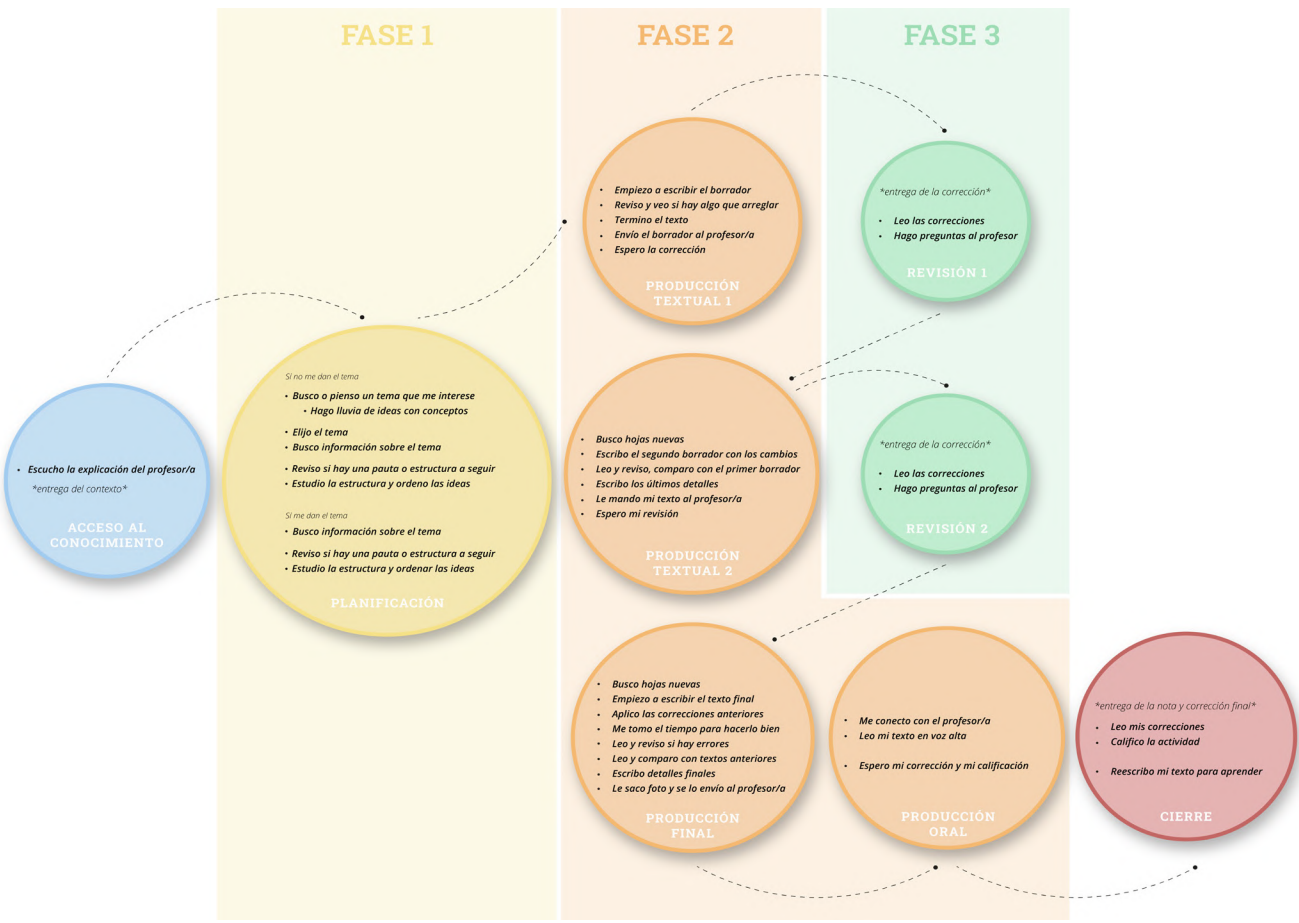 FASE 1
FASE 2
FASE 3
• Escucho la explicación del profesor/a
*entrega del contexto*
ACCESO AL
CONOCIMIENTO
Si no me dan el tema
• Busco o pienso un tema que me interese
• Hago lluvia de ideas con conceptos
• Elijo el tema
• Busco información sobre el tema
• Reviso si hay una pauta o estructura a seguir
• Estudio la estructura y ordeno las ideas
Si me dan el tema
• Busco información sobre el tema
• Reviso si hay una pauta o estructura a seguir
• Estudio la estructura y ordenar las ideas
PLANIFICACIÓN
• Empiezo a escribir el borrador
• Reviso y veo si hay algo que arreglar
• Termino el texto
• Envío el borrador al profesor/a
• Espero la corrección
PRODUCCIÓN
TEXTUAL 1
*entrega de la corrección*
• Leo las correcciones
• Hago preguntas al profesor
REVISIÓN 1
• Busco hojas nuevas
• Escribo el segundo borrador con los cambios
• Leo y reviso, comparo con el primer borrador
• Escribo los últimos detalles
• Le mando mi texto al profesor/a
• Espero mi revisión
PRODUCCIÓN
TEXTUAL 2
*entrega de la corrección*
• Leo las correcciones
• Hago preguntas al profesor
REVISIÓN 2
• Busco hojas nuevas
• Empiezo a escribir el texto final
• Aplico las correcciones anteriores
• Me tomo el tiempo para hacerlo bien
• Leo y reviso si hay errores
• Leo y comparo con textos anteriores
• Escribo detalles finales
• Le saco foto y se lo envío al profesor/a
PRODUCCIÓN
FINAL
• Me conecto con el profesor/a
• Leo mi texto en voz alta
• Espero mi corrección y mi calificación
PRODUCCIÓN
ORAL
*entrega de la nota y corrección final*
• Leo mis correcciones
• Califico la actividad
• Reescribo mi texto para aprender
CIERRE